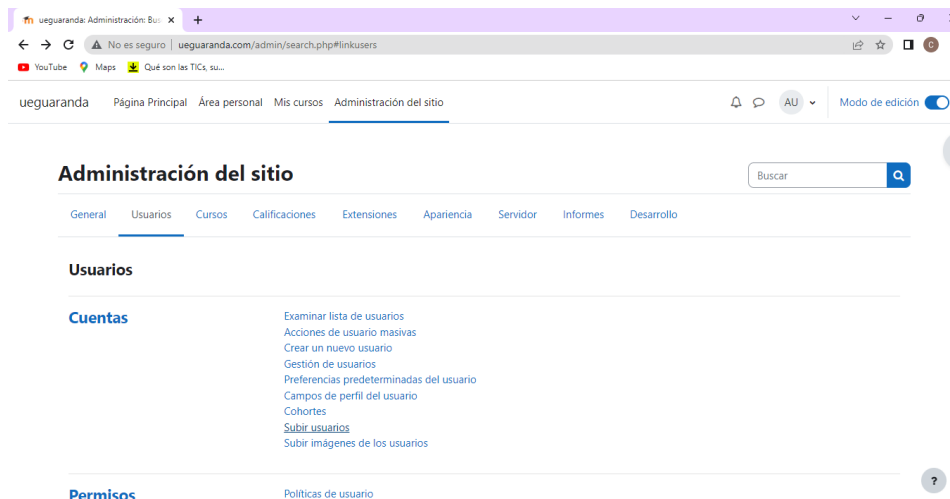 ueguaranda: Administración: Bus
No es seguro | ueguaranda.com/admin/search.php#linkusers
C
YouTube Maps Qué son las TICs, su...
ueguaranda Página Principal Área personal Mis cursos Administración del sitio AU Modo de edición
Administración del sitio
Buscar
General Usuarios Cursos Calificaciones Extensiones Apariencia Servidor Informes Desarrollo
Usuarios
Cuentas
Examinar lista de usuarios
Acciones de usuario masivas
Crear un nuevo usuario
Gestión de usuarios
Preferencias predeterminadas del usuario
Campos de perfil del usuario
Cohortes
Subir usuarios
Subir imágenes de los usuarios
?
Permisos
Políticas de usuario